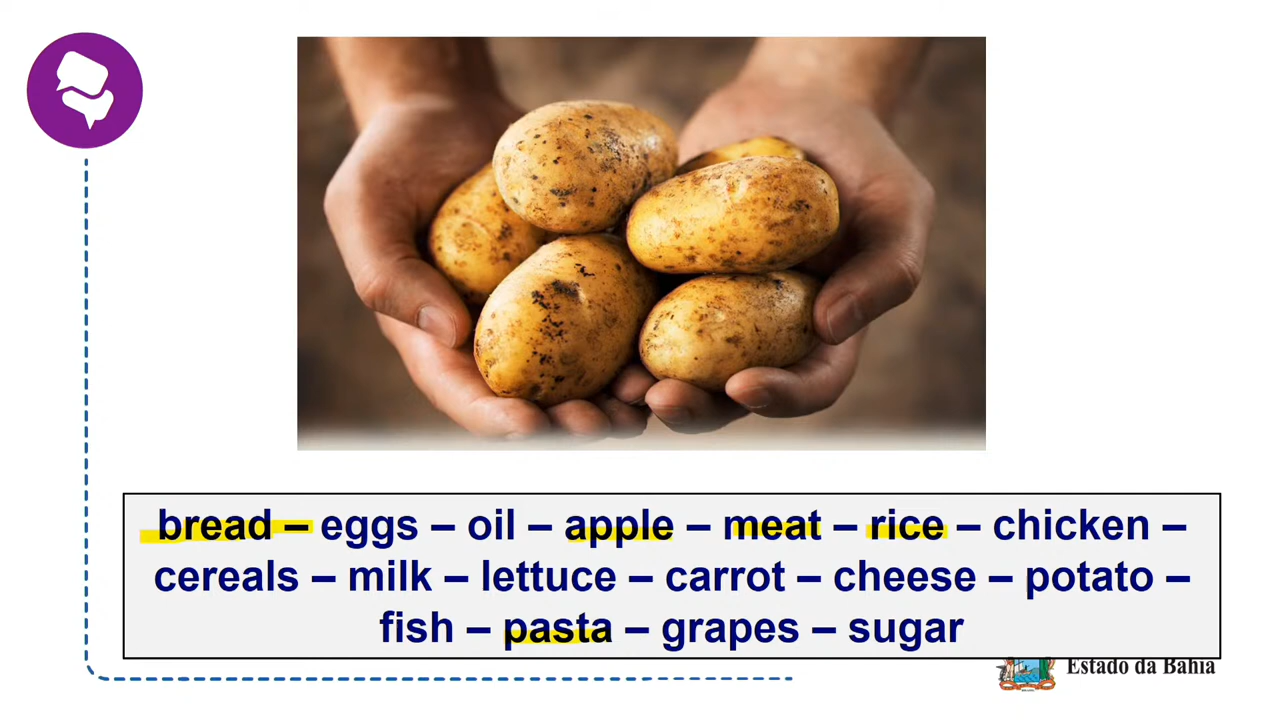 bread – eggs – oil – apple – meat – rice – chicken –
cereals – milk – lettuce – carrot – cheese – potato –
fish – pasta – grapes – sugar
Estado da Bahia